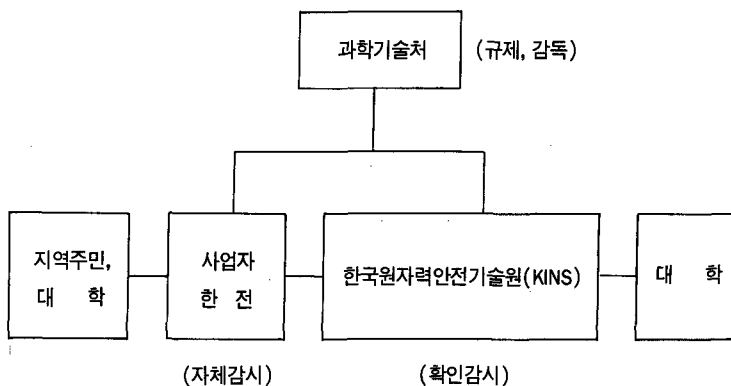 과학기술처 (규제, 감독)
지역주민,
대 학
사업자
한 전
한국원자력안전기술원(KINS)
대 학
(자체감시) (확인감시)